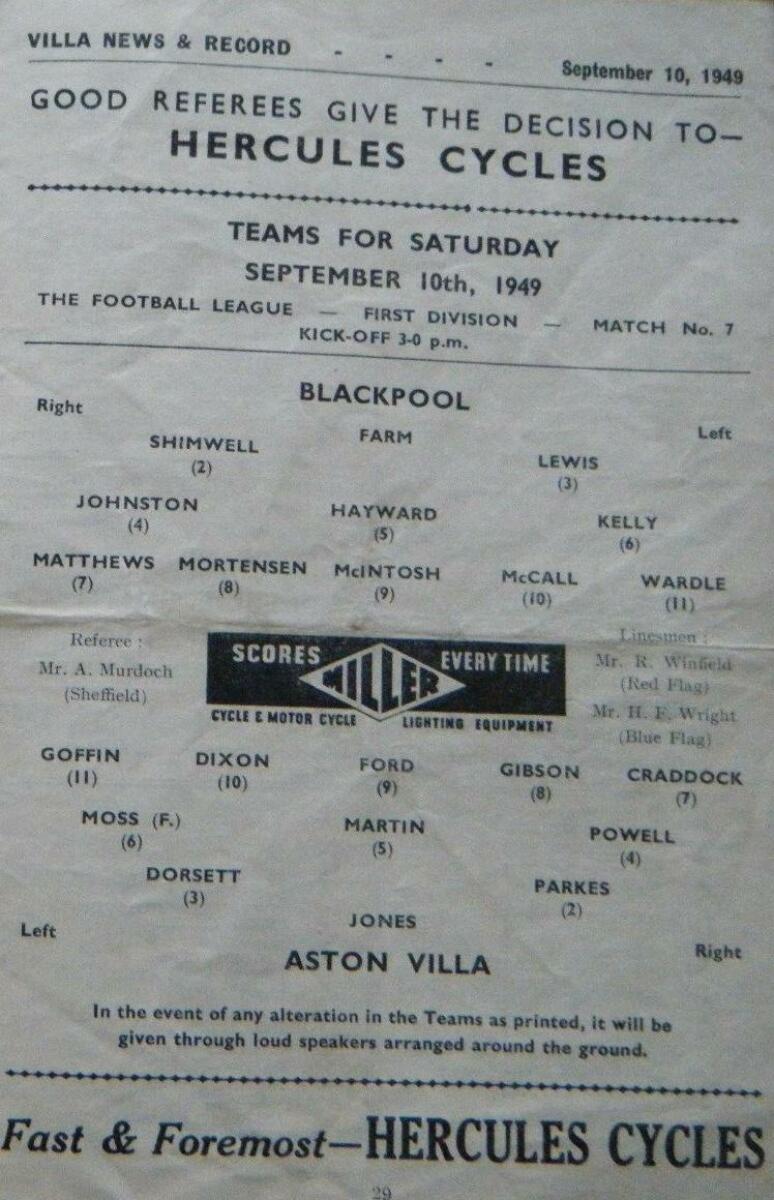 VILLA NEWS & RECORD - - - - September 10, 1949
GOOD REFEREES GIVE THE DECISION TO—
HERCULES CYCLES
TEAMS FOR SATURDAY
SEPTEMBER 10th, 1949
THE FOOTBALL LEAGUE — FIRST DIVISION — MATCH No. 7
KICK-OFF 3-0 p.m.
BLACKPOOL
Right Left
FARM
SHIMWELL LEWIS
(2) (3)
JOHNSTON HAYWARD KELLY
(4) (5) (6)
MATTHEWS MORTENSEN McINTOSH McCALL WARDLE
(7) (8) (9) (10) (11)
Referee :
Mr. A. Murdoch
(Sheffield)
SCORES MILLER EVERY TIME
CYCLE & MOTOR CYCLE LIGHTING EQUIPMENT
Linesmen :
Mr. R. Winfield
(Red Flag)
Mr. H. F. Wright
(Blue Flag)
GOFFIN DIXON FORD GIBSON CRADDOCK
(11) (10) (9) (8) (7)
MOSS (F.) MARTIN POWELL
(6) (5) (4)
DORSETT PARKES
(3) (2)
JONES
Left Right
ASTON VILLA
In the event of any alteration in the Teams as printed, it will be
given through loud speakers arranged around the ground.
Fast & Foremost—HERCULES CYCLES
29